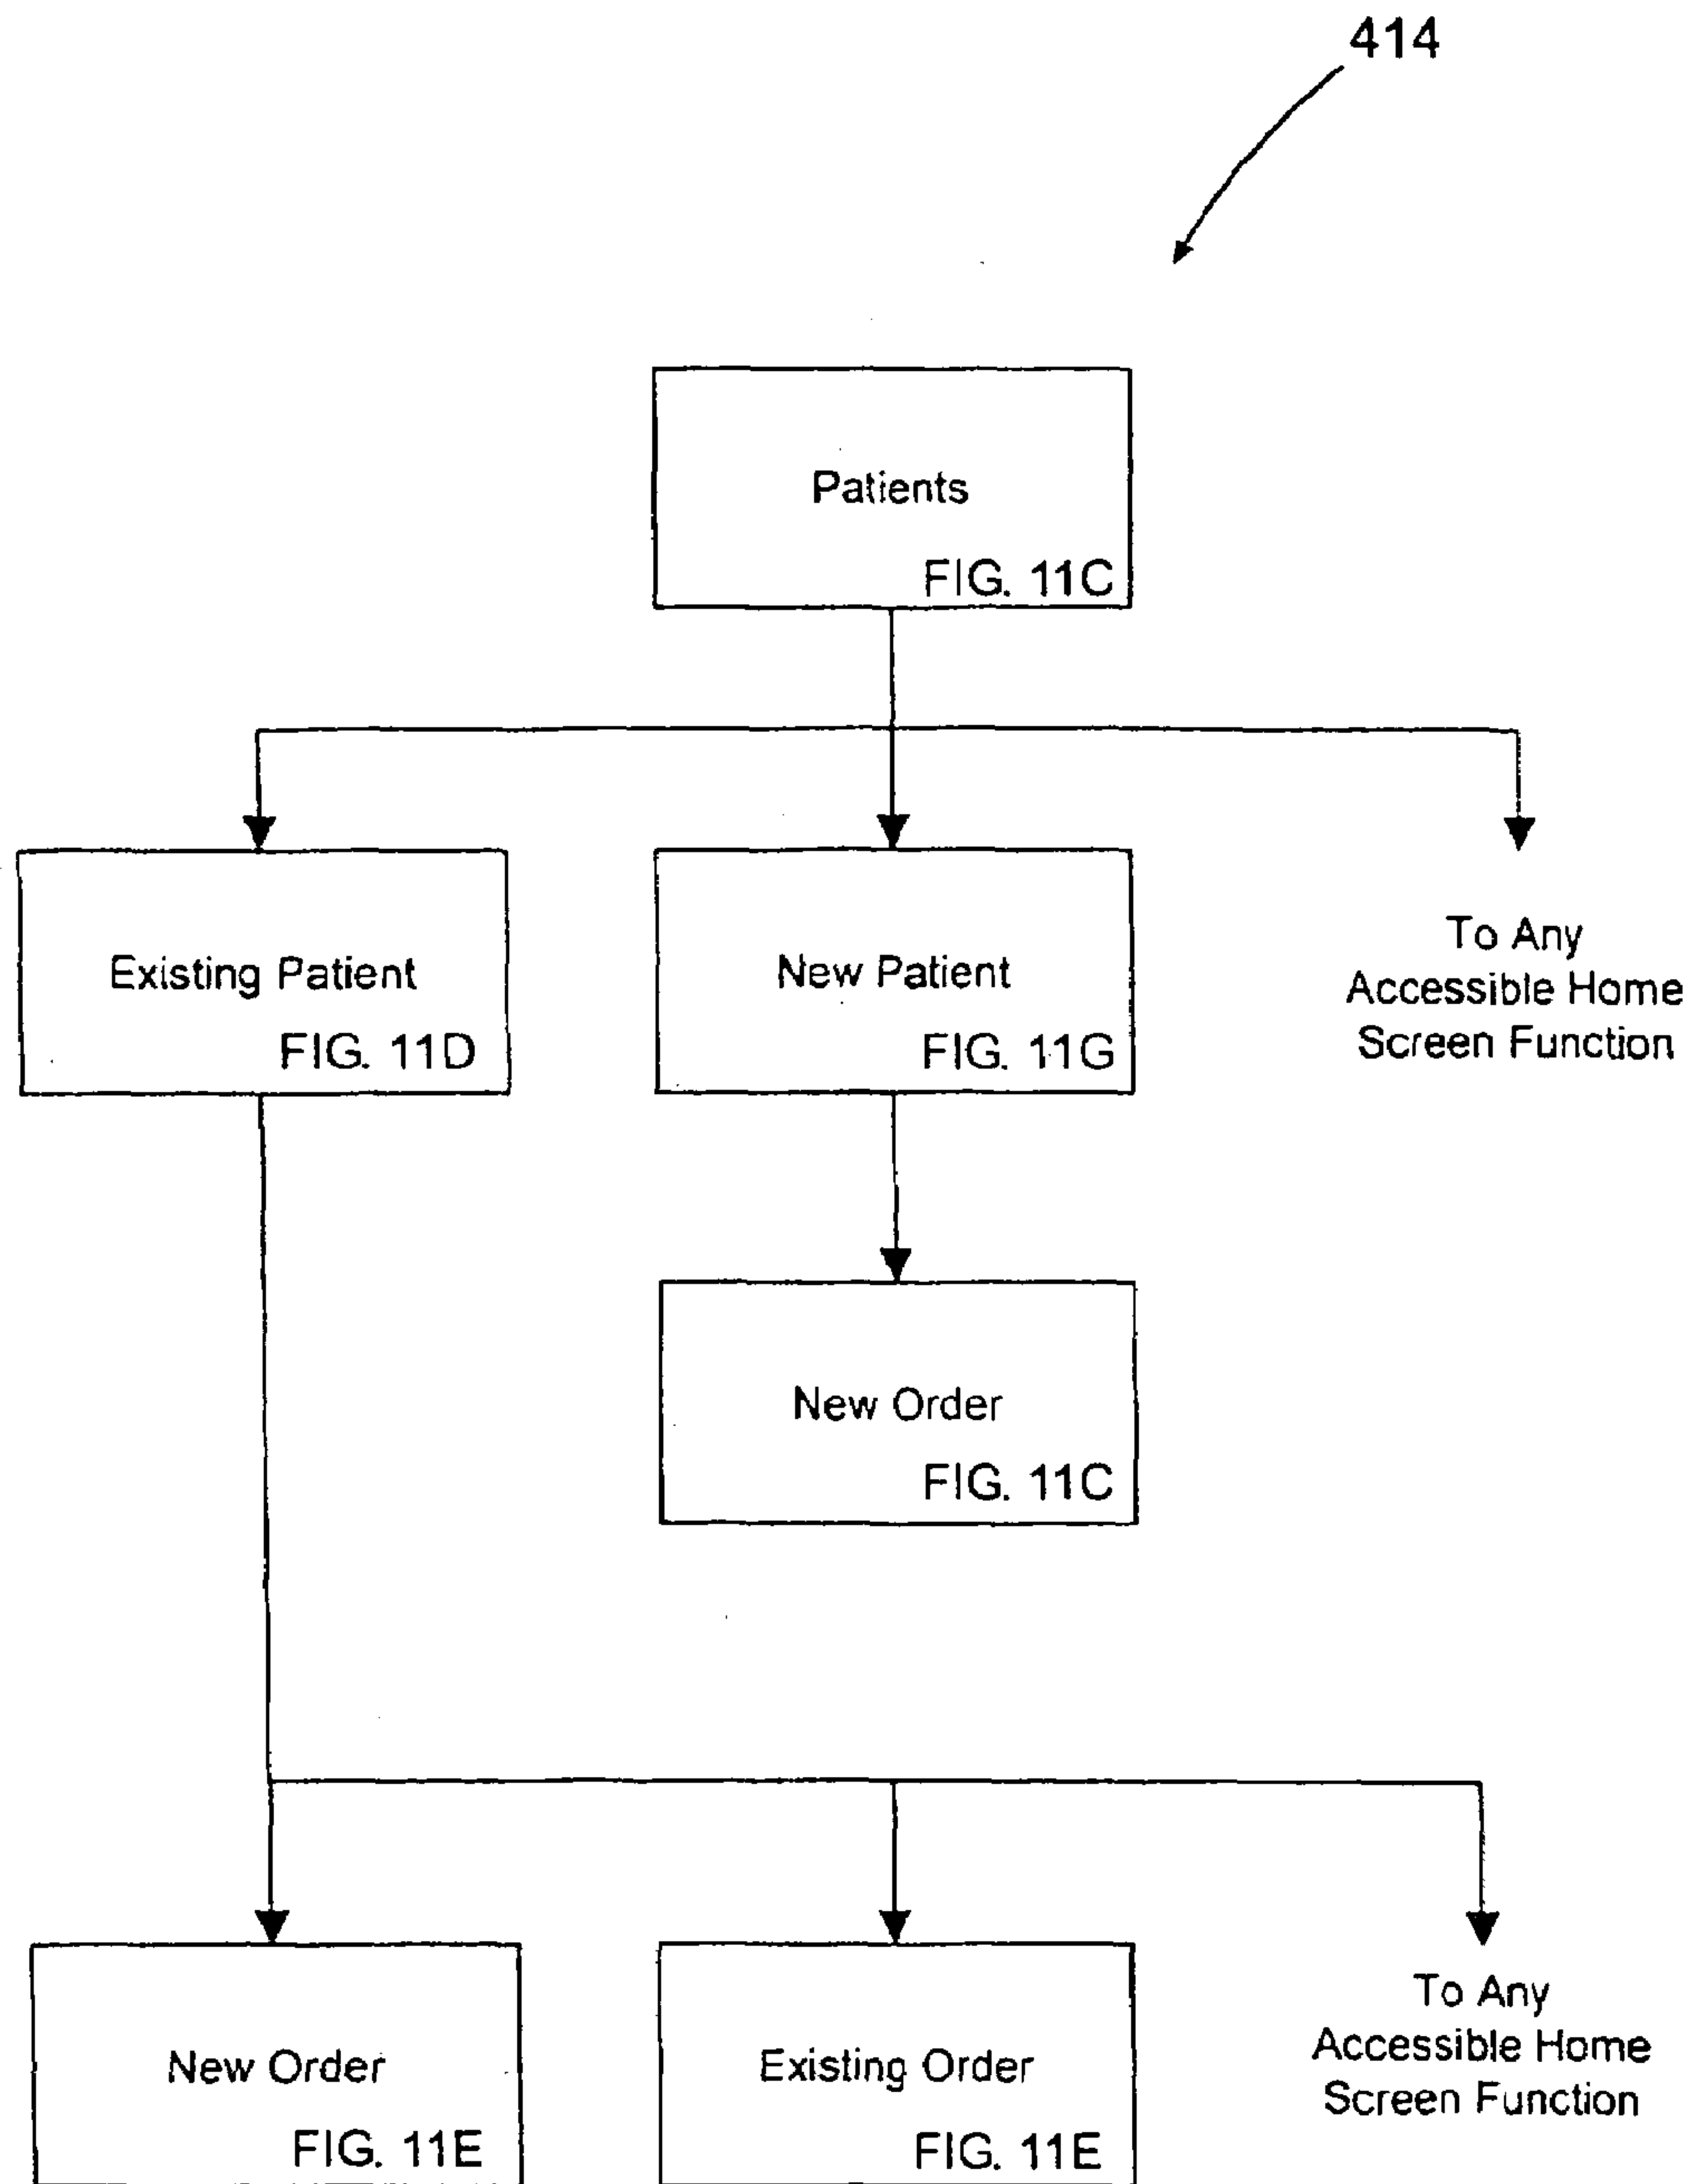 414
Patients
FIG. 11C
Existing Patient
FIG. 11D
New Patient
FIG. 11G
To Any
Accessible Home
Screen Function
New Order
FIG. 11C
New Order
FIG. 11E
Existing Order
FIG. 11E
To Any
Accessible Home
Screen Function